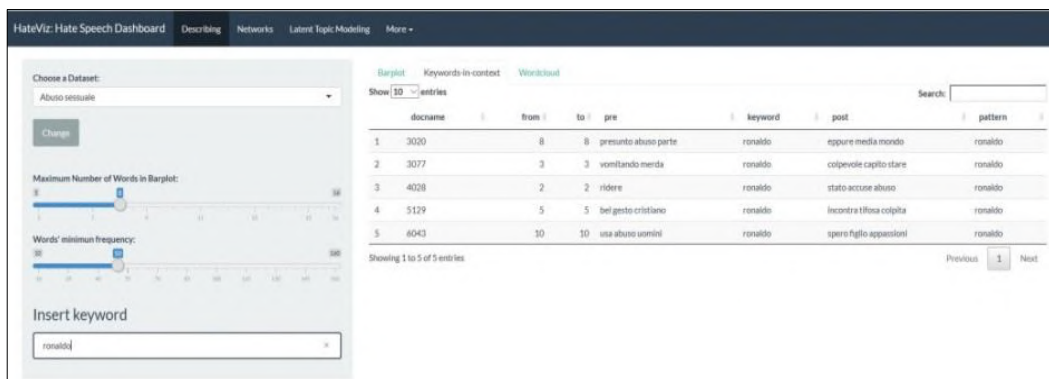 HateViz: Hate Speech Dashboard Describing Networks Latent Topic Modeling More
Choose a Dataset:
Abuso sessuale
Change
Maximum Number of Words in Barplot:
Words' minimun frequency:
Insert keyword
ronaldo ×
Barplot Keywords-in-context Wordcloud
Show 10 entries Search:
docname from to pre keyword post pattern
1 3020 8 8 presunto abuso parte ronaldo eppure media mondo ronaldo
2 3077 3 3 vomitando merda ronaldo colpevole capito stare ronaldo
3 4028 2 2 ridere ronaldo stato accuse abuso ronaldo
4 5129 5 5 bel gesto cristiano ronaldo incontra tifosa colpita ronaldo
5 6043 10 10 usa abuso uomini ronaldo spero figlio appassioni ronaldo
Showing 1 to 5 of 5 entries Previous 1 Next